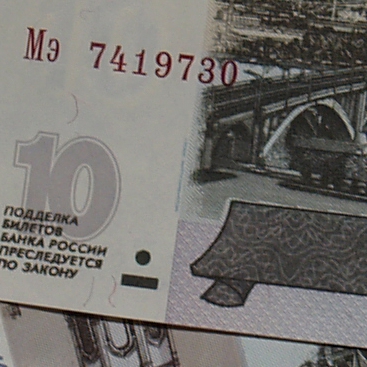 Мэ 7419730
10
ПОДДЕЛКА
БИЛЕТОВ
БАНКА РОССИИ
ПРЕСЛЕДУЕТСЯ
ПО ЗАКОНУ